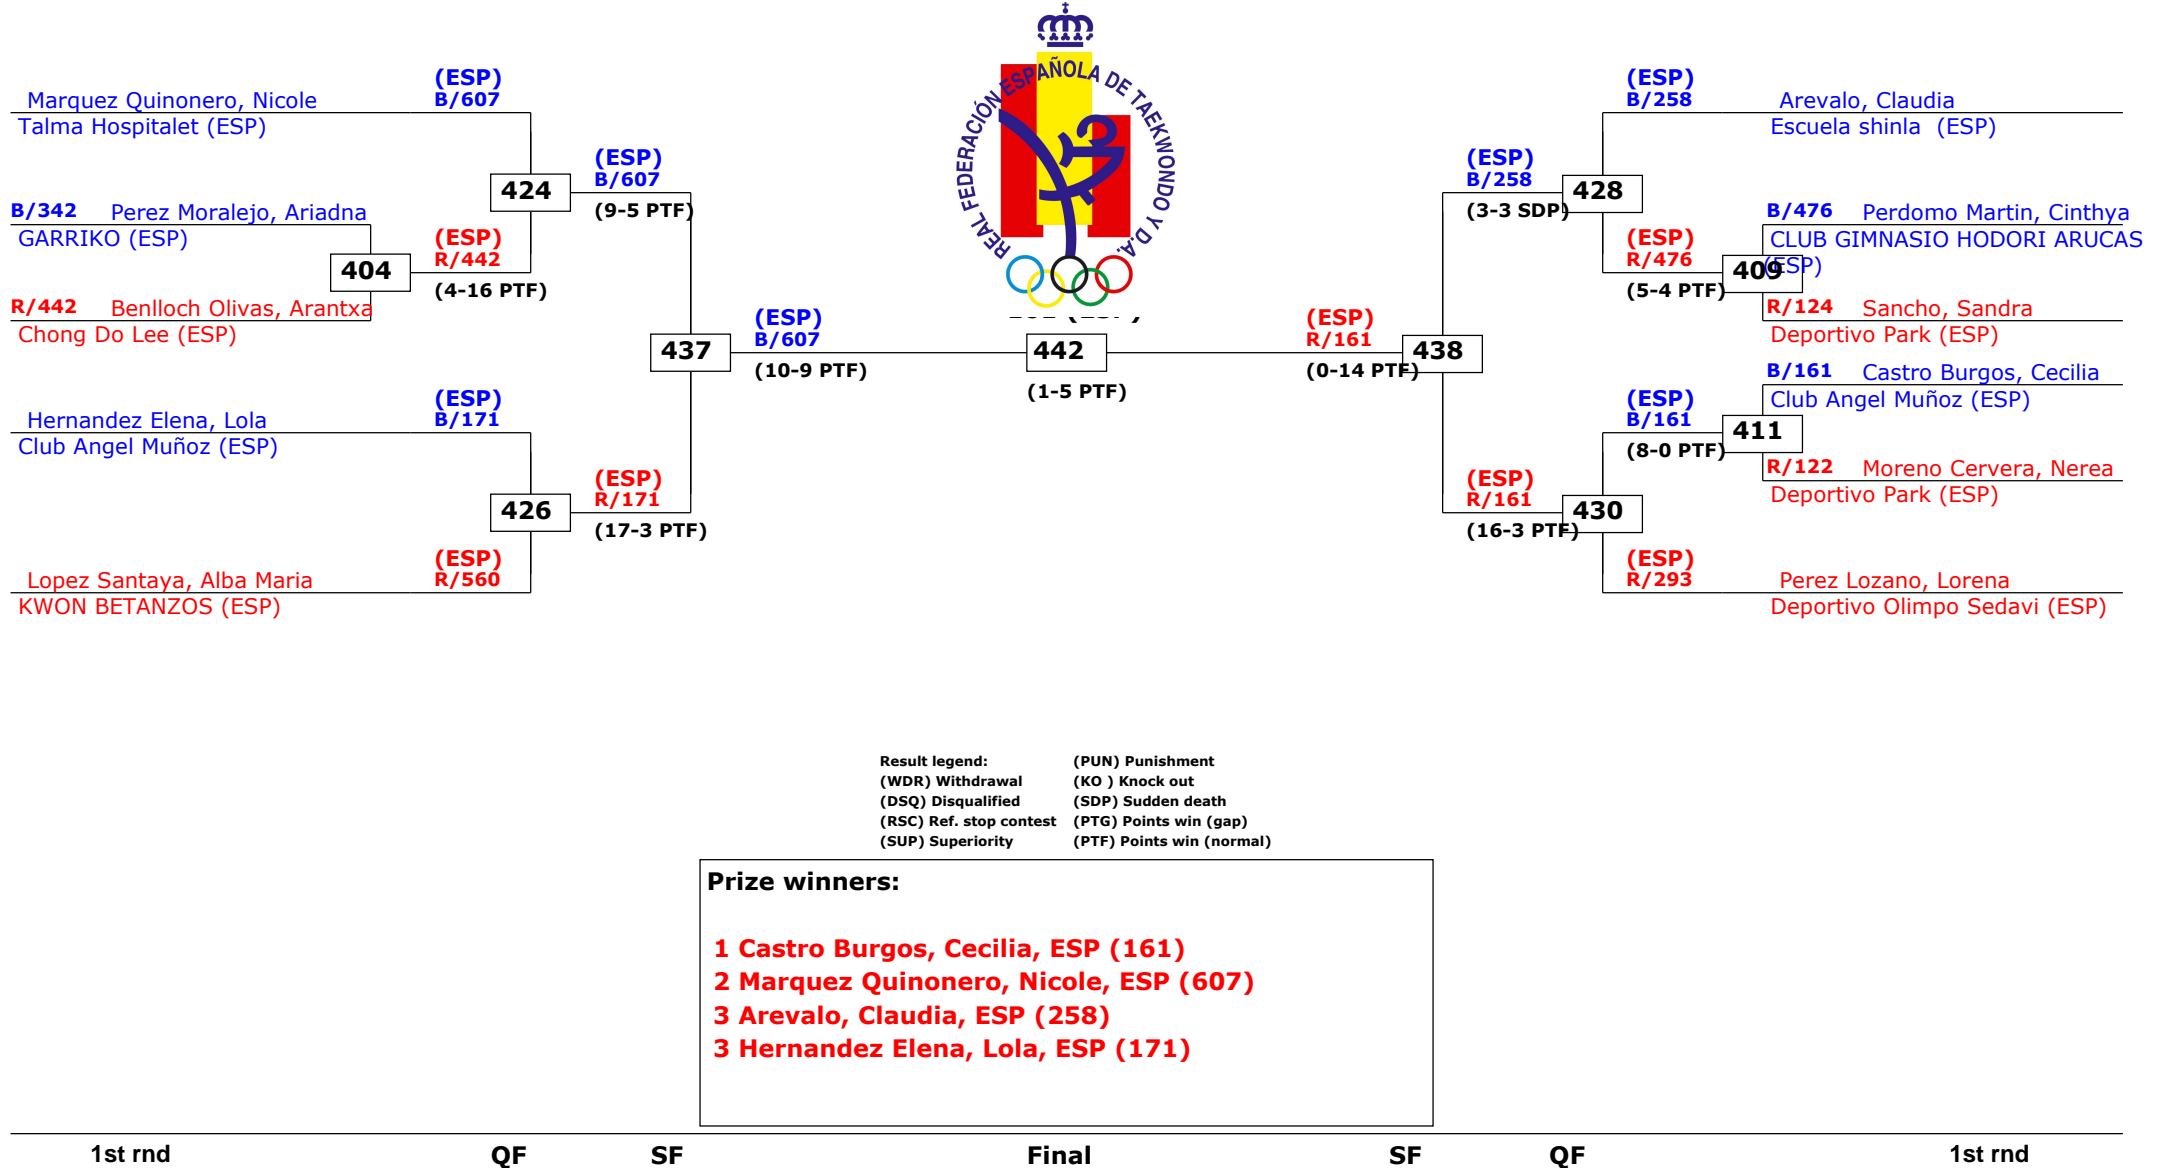 REAL FEDERACIÓN ESPAÑOLA DE TAEKWONDO Y D.A.
(ESP)
B/607
Marquez Quinonero, Nicole
Talma Hospitalet (ESP)
B/342 Perez Moralejo, Ariadna
GARRIKO (ESP)
404
R/442 Benlloch Olivas, Arantxa
Chong Do Lee (ESP)
(ESP)
R/442
(4-16 PTF)
424
(ESP)
B/607
(9-5 PTF)
Hernandez Elena, Lola
Club Angel Muñoz (ESP)
(ESP)
B/171
426
Lopez Santaya, Alba Maria
KWON BETANZOS (ESP)
(ESP)
R/560
(ESP)
R/171
(17-3 PTF)
437
(ESP)
B/607
(10-9 PTF)
442
(1-5 PTF)
(ESP)
R/161
(0-14 PTF)
438
(ESP)
B/258
(3-3 SDP)
428
(ESP)
B/258
Arevalo, Claudia
Escuela shinla (ESP)
(ESP)
R/476
(5-4 PTF)
409
B/476 Perdomo Martin, Cinthya
CLUB GIMNASIO HODORI ARUCAS
(ESP)
R/124 Sancho, Sandra
Deportivo Park (ESP)
B/161 Castro Burgos, Cecilia
Club Angel Muñoz (ESP)
411
R/122 Moreno Cervera, Nerea
Deportivo Park (ESP)
(ESP)
B/161
(8-0 PTF)
430
(ESP)
R/161
(16-3 PTF)
(ESP)
R/293
Perez Lozano, Lorena
Deportivo Olimpo Sedavi (ESP)
Result legend:
(WDR) Withdrawal
(DSQ) Disqualified
(RSC) Ref. stop contest
(SUP) Superiority
(PUN) Punishment
(KO ) Knock out
(SDP) Sudden death
(PTG) Points win (gap)
(PTF) Points win (normal)
Prize winners:
1 Castro Burgos, Cecilia, ESP (161)
2 Marquez Quinonero, Nicole, ESP (607)
3 Arevalo, Claudia, ESP (258)
3 Hernandez Elena, Lola, ESP (171)
1st rnd QF SF Final SF QF 1st rnd